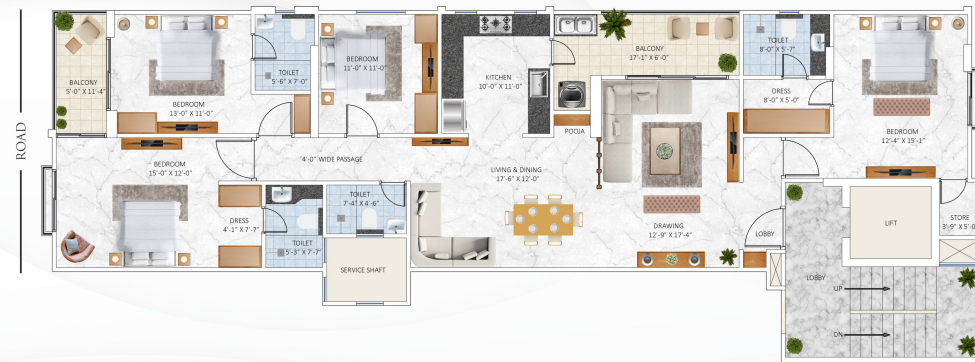 ROAD
BALCONY
5'-0" X 11'-4"
BEDROOM
13'-0" X 11'-0"
TOILET
5'-6" X 7'-0"
BEDROOM
11'-0" X 11'-0"
KITCHEN
10'-0" X 11'-0"
BALCONY
17'-1" X 6'-0"
TOILET
8'-0" X 5'-7"
DRESS
8'-0" X 5'-0"
BEDROOM
12'-4" X 15'-1"
POOJA
BEDROOM
15'-0" X 12'-0"
4'-0" WIDE PASSAGE
LIVING & DINING
17'-6" X 12'-0"
DRESS
4'-1" X 7'-7"
TOILET
5'-3" X 7'-7"
TOILET
7'-4" X 4'-6"
SERVICE SHAFT
DRAWING
12'-9" X 17'-4"
LOBBY
LIFT
STORE
3'-9" X 5'-0
LOBBY
UP
DN